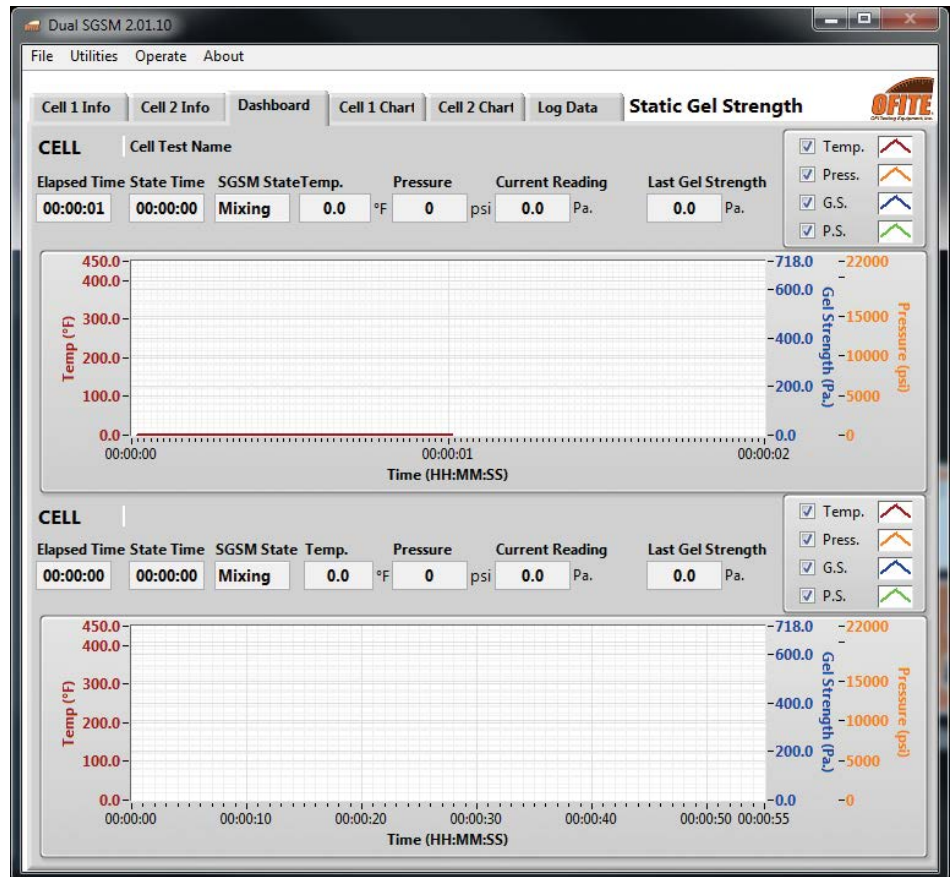 Dual SGSM 2.01.10
File Utilities Operate About
Cell 1 Info Cell 2 Info Dashboard Cell 1 Chart Cell 2 Chart Log Data Static Gel Strength OFITE
CELL Cell Test Name
Elapsed Time State Time SGSM State Temp. Pressure Current Reading Last Gel Strength
00:00:01 00:00:00 Mixing 0.0 °F 0 psi 0.0 Pa. 0.0 Pa.
Temp.
Press.
G.S.
P.S.
450.0
400.0
300.0
200.0
100.0
0.0
Temp (°F)
718.0
600.0
400.0
200.0
0.0
Gel Strength (Pa.)
22000
15000
10000
5000
0
Pressure (psi)
00:00:00 00:00:01 00:00:02
Time (HH:MM:SS)
CELL
Elapsed Time State Time SGSM State Temp. Pressure Current Reading Last Gel Strength
00:00:00 00:00:00 Mixing 0.0 °F 0 psi 0.0 Pa. 0.0 Pa.
Temp.
Press.
G.S.
P.S.
450.0
400.0
300.0
200.0
100.0
0.0
Temp (°F)
718.0
600.0
400.0
200.0
0.0
Gel Strength (Pa.)
22000
15000
10000
5000
0
Pressure (psi)
00:00:00 00:00:10 00:00:20 00:00:30 00:00:40 00:00:50 00:00:55
Time (HH:MM:SS)